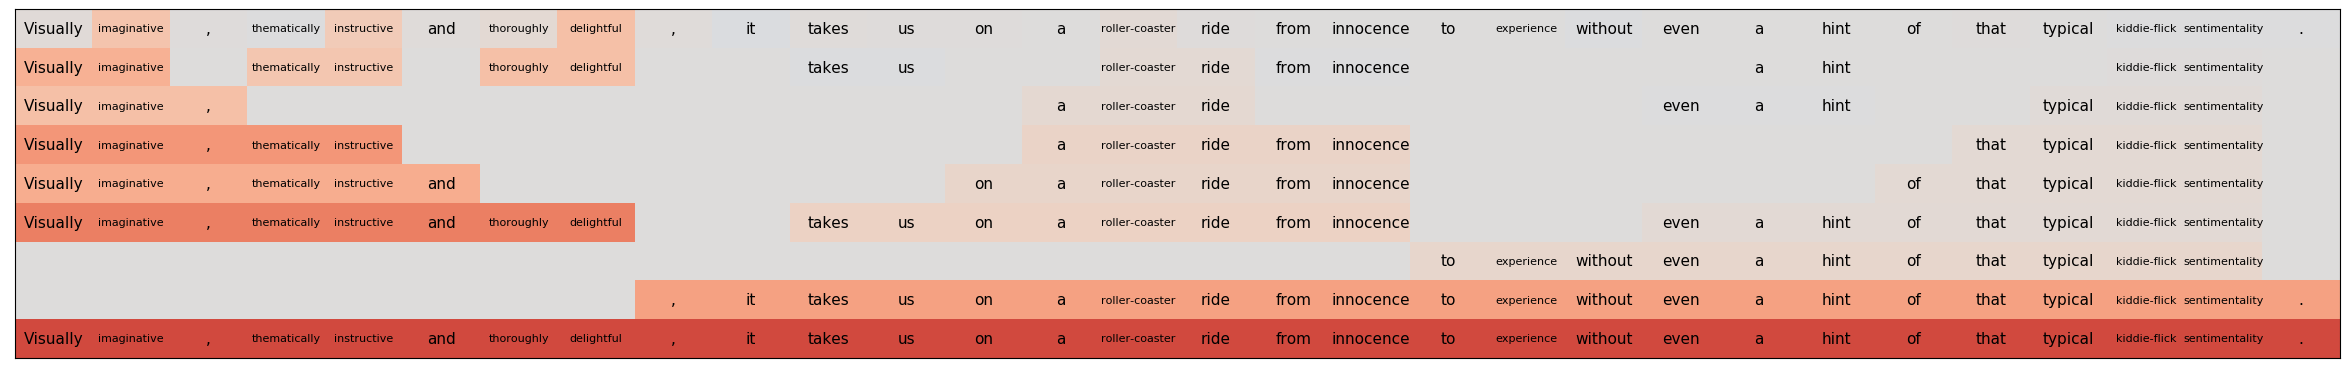 Visually imaginative , thematically instructive and thoroughly delightful , it takes us on a roller-coaster ride from innocence to experience without even a hint of that typical kiddie-flick sentimentality .
Visually imaginative thematically instructive thoroughly delightful takes us roller-coaster ride from innocence a hint kiddie-flick sentimentality
Visually imaginative , a roller-coaster ride even a hint typical kiddie-flick sentimentality
Visually imaginative , thematically instructive a roller-coaster ride from innocence that typical kiddie-flick sentimentality
Visually imaginative , thematically instructive and on a roller-coaster ride from innocence of that typical kiddie-flick sentimentality
Visually imaginative , thematically instructive and thoroughly delightful takes us on a roller-coaster ride from innocence even a hint of that typical kiddie-flick sentimentality
to experience without even a hint of that typical kiddie-flick sentimentality
, it takes us on a roller-coaster ride from innocence to experience without even a hint of that typical kiddie-flick sentimentality .
Visually imaginative , thematically instructive and thoroughly delightful , it takes us on a roller-coaster ride from innocence to experience without even a hint of that typical kiddie-flick sentimentality .